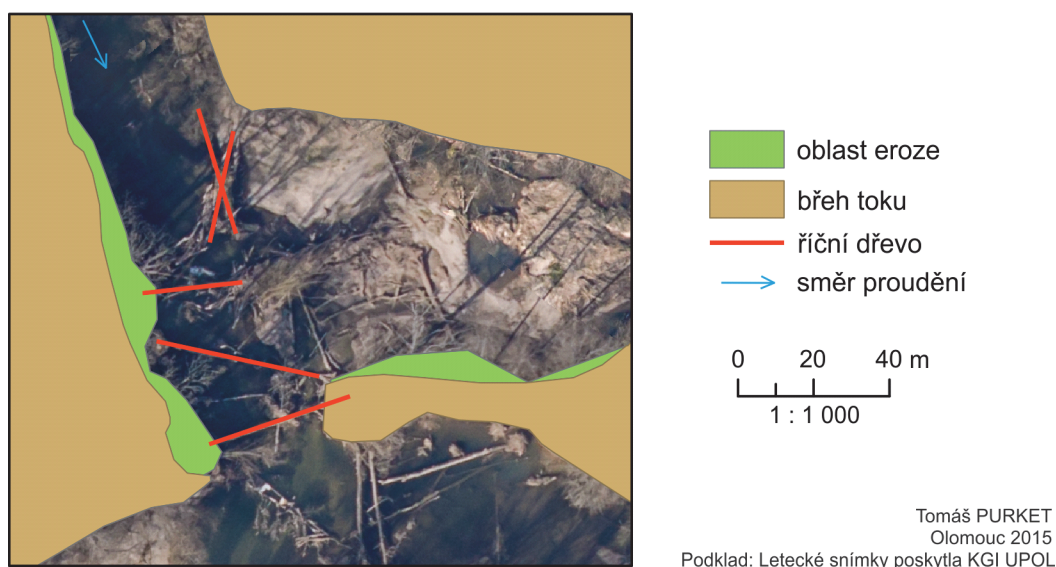 oblast eroze
břeh toku
říční dřevo
směr proudění
0 20 40 m
1 : 1 000
Tomáš PURKET
Olomouc 2015
Podklad: Letecké snímky poskytla KGI UPOL